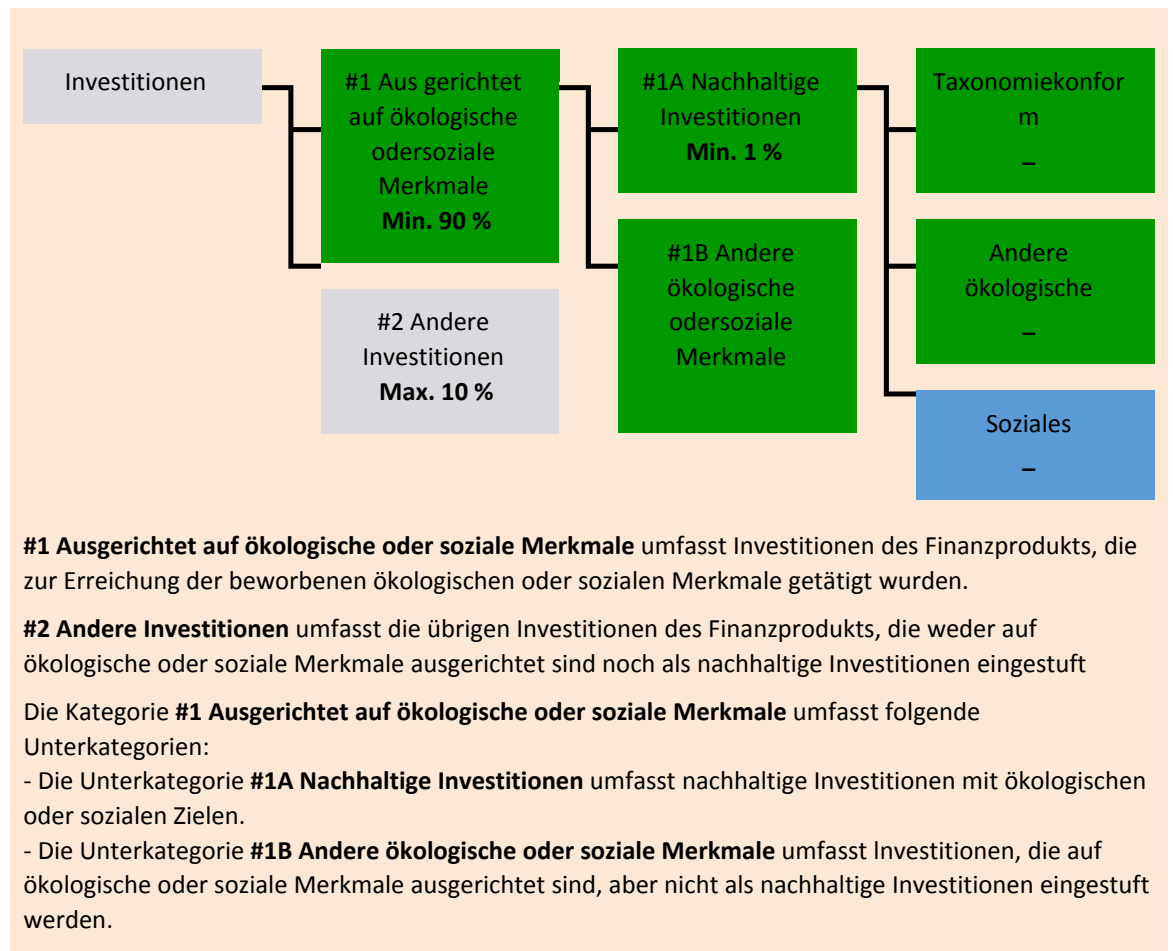 Investitionen
#1 Aus gerichtet
auf ökologische
odersoziale
Merkmale
Min. 90 %
#2 Andere
Investitionen
Max. 10 %
#1A Nachhaltige
Investitionen
Min. 1 %
#1B Andere
ökologische
odersoziale
Merkmale
Taxonomiekonfor
m
–
Andere
ökologische
–
Soziales
–
#1 Ausgerichtet auf ökologische oder soziale Merkmale umfasst Investitionen des Finanzprodukts, die
zur Erreichung der beworbenen ökologischen oder sozialen Merkmale getätigt wurden.
#2 Andere Investitionen umfasst die übrigen Investitionen des Finanzprodukts, die weder auf
ökologische oder soziale Merkmale ausgerichtet sind noch als nachhaltige Investitionen eingestuft
Die Kategorie #1 Ausgerichtet auf ökologische oder soziale Merkmale umfasst folgende
Unterkategorien:
- Die Unterkategorie #1A Nachhaltige Investitionen umfasst nachhaltige Investitionen mit ökologischen
oder sozialen Zielen.
- Die Unterkategorie #1B Andere ökologische oder soziale Merkmale umfasst lnvestitionen, die auf
ökologische oder soziale Merkmale ausgerichtet sind, aber nicht als nachhaltige Investitionen eingestuft
werden.